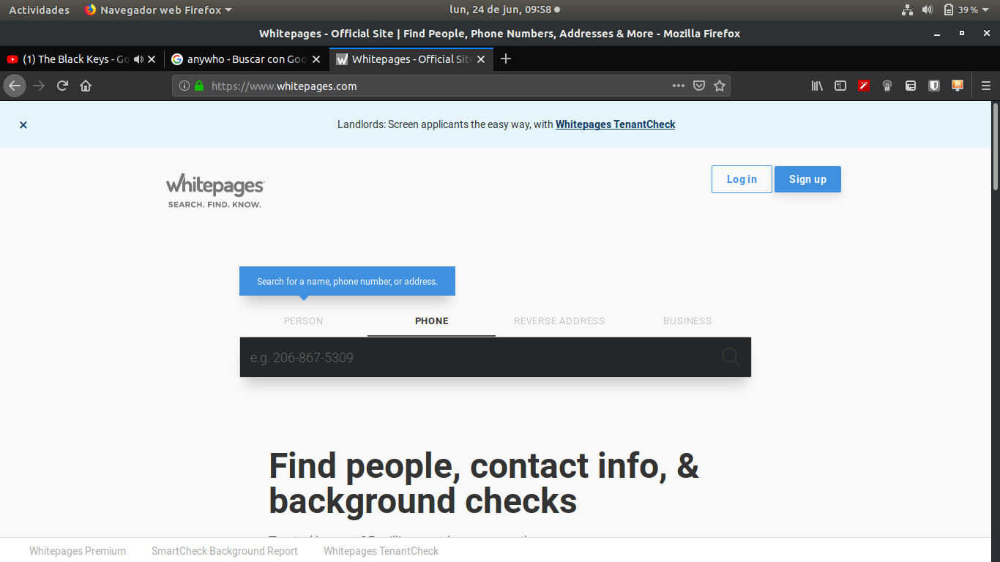 Actividades Navegador web Firefox lun, 24 de jun, 09:58 39 %
Whitepages - Official Site | Find People, Phone Numbers, Addresses & More - Mozilla Firefox
(1) The Black Keys - Go anywho - Buscar con Goo Whitepages - Official Site
https://www.whitepages.com
Landlords: Screen applicants the easy way, with Whitepages TenantCheck
whitepages
SEARCH. FIND. KNOW.
Log in Sign up
Search for a name, phone number, or address.
PERSON PHONE REVERSE ADDRESS BUSINESS
e.g. 206-867-5309
Find people, contact info, &
background checks
Whitepages Premium SmartCheck Background Report Whitepages TenantCheck